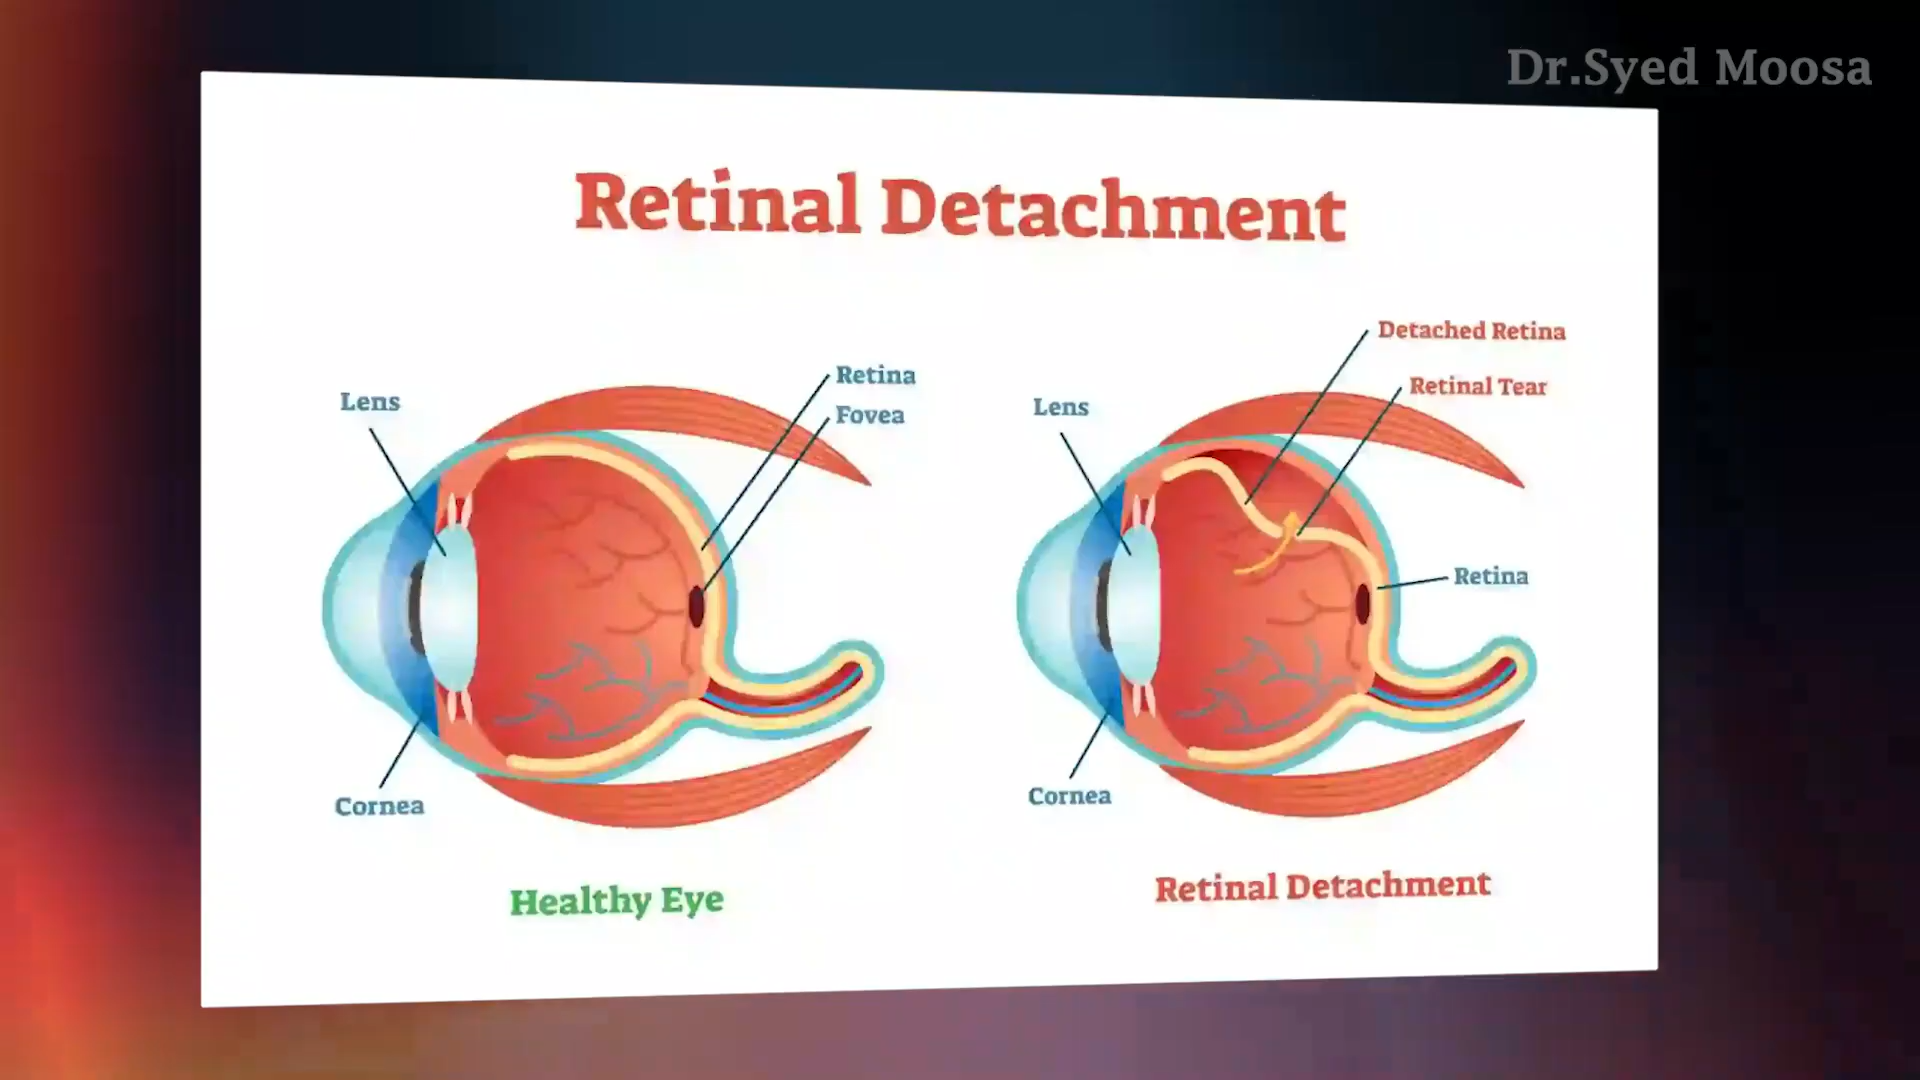 Dr.Syed Moosa
Retinal Detachment
Lens
Retina
Fovea
Cornea
Healthy Eye
Detached Retina
Retinal Tear
Lens
Retina
Cornea
Retinal Detachment